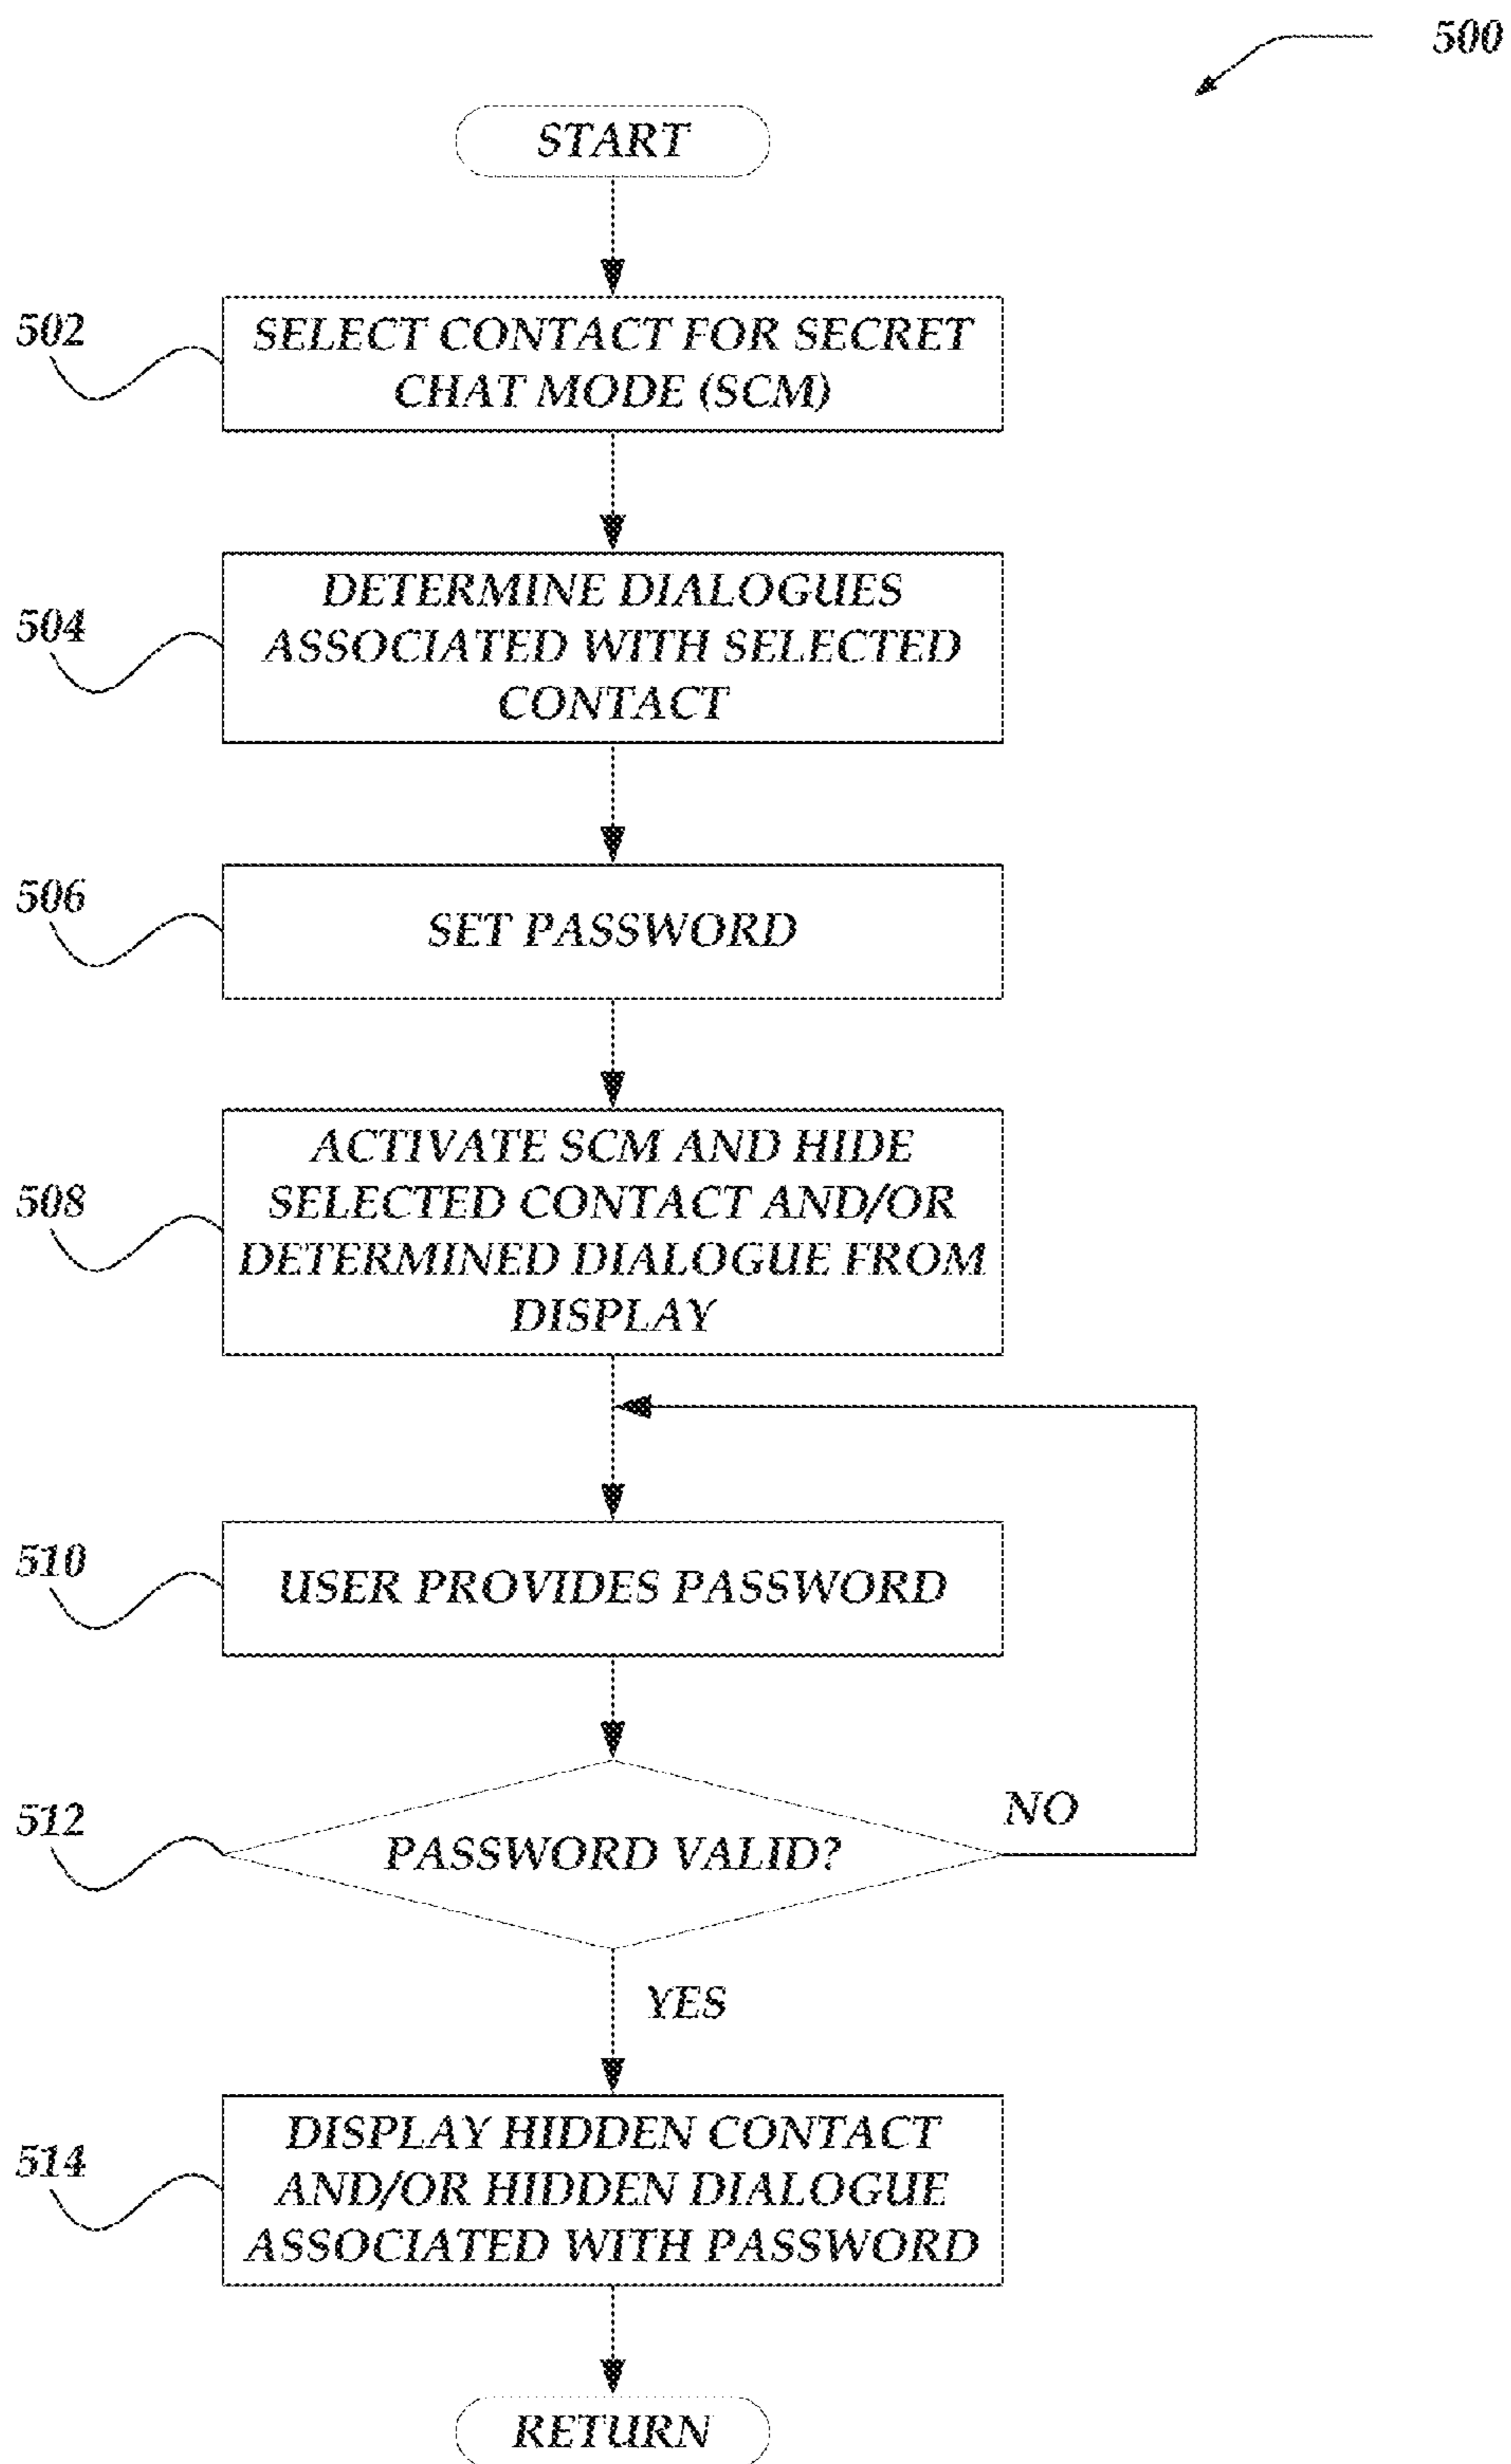 500
START
502
SELECT CONTACT FOR SECRET
CHAT MODE (SCM)
504
DETERMINE DIALOGUES
ASSOCIATED WITH SELECTED
CONTACT
506
SET PASSWORD
508
ACTIVATE SCM AND HIDE
SELECTED CONTACT AND/OR
DETERMINED DIALOGUE FROM
DISPLAY
510
USER PROVIDES PASSWORD
512
PASSWORD VALID?
NO
YES
514
DISPLAY HIDDEN CONTACT
AND/OR HIDDEN DIALOGUE
ASSOCIATED WITH PASSWORD
RETURN